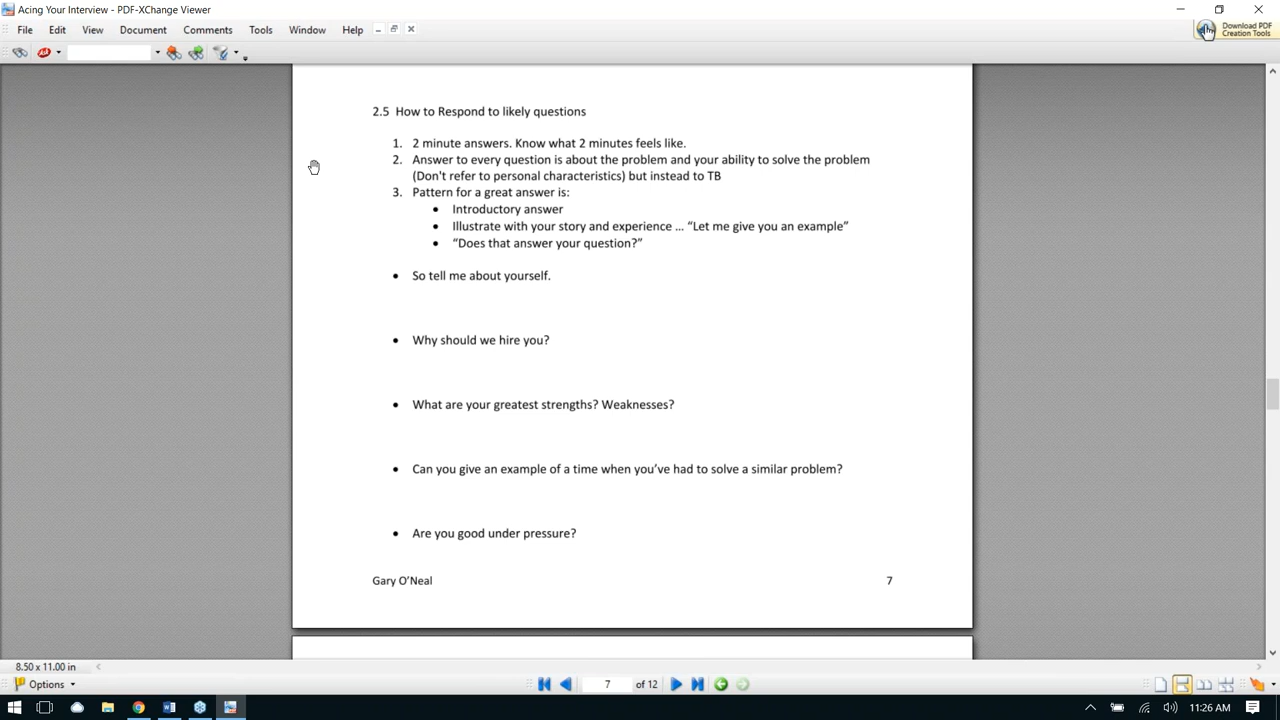 Acing Your Interview - PDF-XChange Viewer
File Edit View Document Comments Tools Window Help
Download PDF
Creation Tools
2.5 How to Respond to likely questions
1. 2 minute answers. Know what 2 minutes feels like.
2. Answer to every question is about the problem and your ability to solve the problem
(Don't refer to personal characteristics) but instead to TB
3. Pattern for a great answer is:
• Introductory answer
• Illustrate with your story and experience … “Let me give you an example”
• “Does that answer your question?”
• So tell me about yourself.
• Why should we hire you?
• What are your greatest strengths? Weaknesses?
• Can you give an example of a time when you’ve had to solve a similar problem?
• Are you good under pressure?
Gary O’Neal 7
8.50 x 11.00 in
Options 7 of 12
11:26 AM